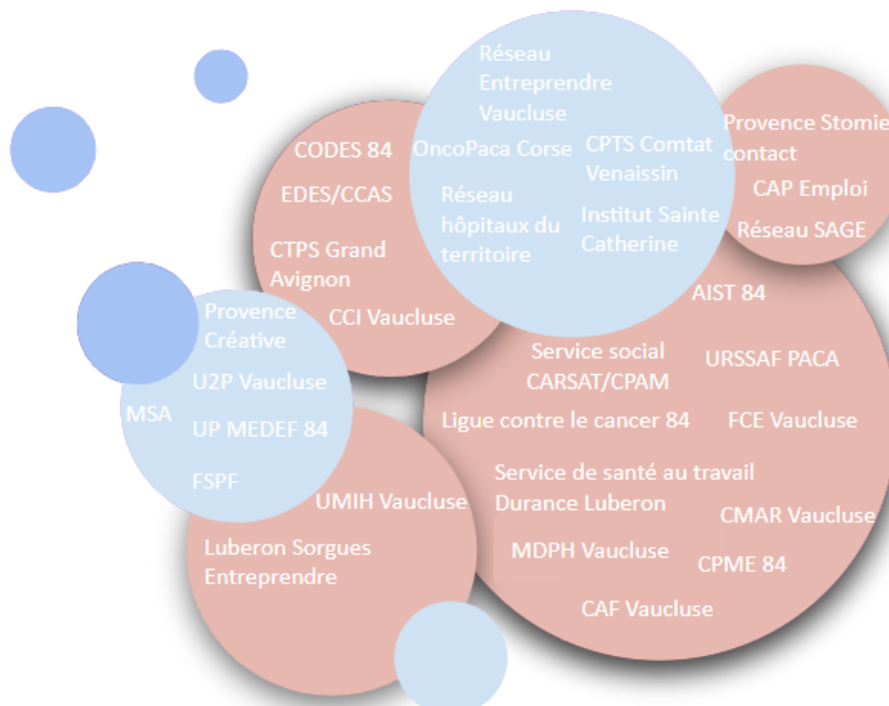 Réseau
Entreprendre
Vaucluse
OncoPaca Corse
CPTS Comtat
Venaissin
Réseau
hôpitaux du
territoire
Institut Sainte
Catherine
Provence Stomie
contact
CAP Emploi
Réseau SAGE
CODES 84
EDES/CCAS
CTPS Grand
Avignon
CCI Vaucluse
Provence
Créative
U2P Vaucluse
MSA
UP MEDEF 84
FSPF
UMIH Vaucluse
Luberon Sorgues
Entreprendre
AIST 84
Service social
CARSAT/CPAM
URSSAF PACA
Ligue contre le cancer 84
FCE Vaucluse
Service de santé au travail
Durance Luberon
CMAR Vaucluse
MDPH Vaucluse
CPME 84
CAF Vaucluse